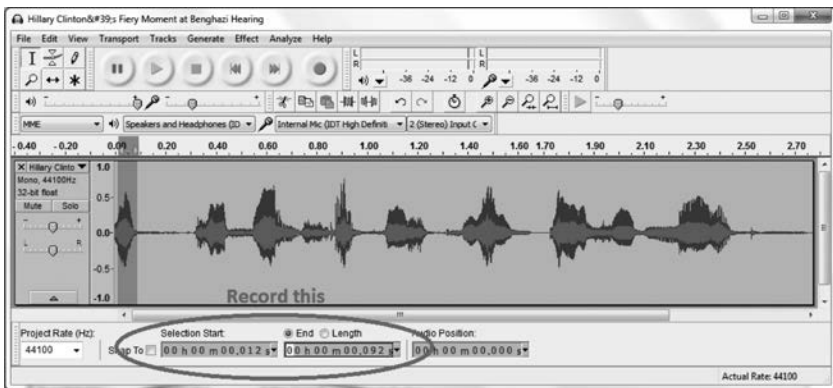 Hillary Clinton&#39;s Fiery Moment at Benghazi Hearing
File Edit View Transport Tracks Generate Effect Analyze Help
L
R
-36 -24 -12 0
L
R
-36 -24 -12 0
MME
Speakers and Headphones (ID
Internal Mic (IDT High Definiti
2 (Stereo) Input C
-0.40 -0.20 0.00 0.20 0.40 0.60 0.80 1.00 1.20 1.40 1.60 1.70 1.90 2.10 2.30 2.50 2.70
X Hillary Clinto
Mono, 44100Hz
32-bit float
Mute Solo
- +
L R
1.0
0.5
0.0
-0.5
-1.0
Record this
Project Rate (Hz): Selection Start: End Length Audio Position:
44100 Snap To 00 h 00 m 00,012 s 00 h 00 m 00,092 s 00 h 00 m 00,000 s
Actual Rate: 44100